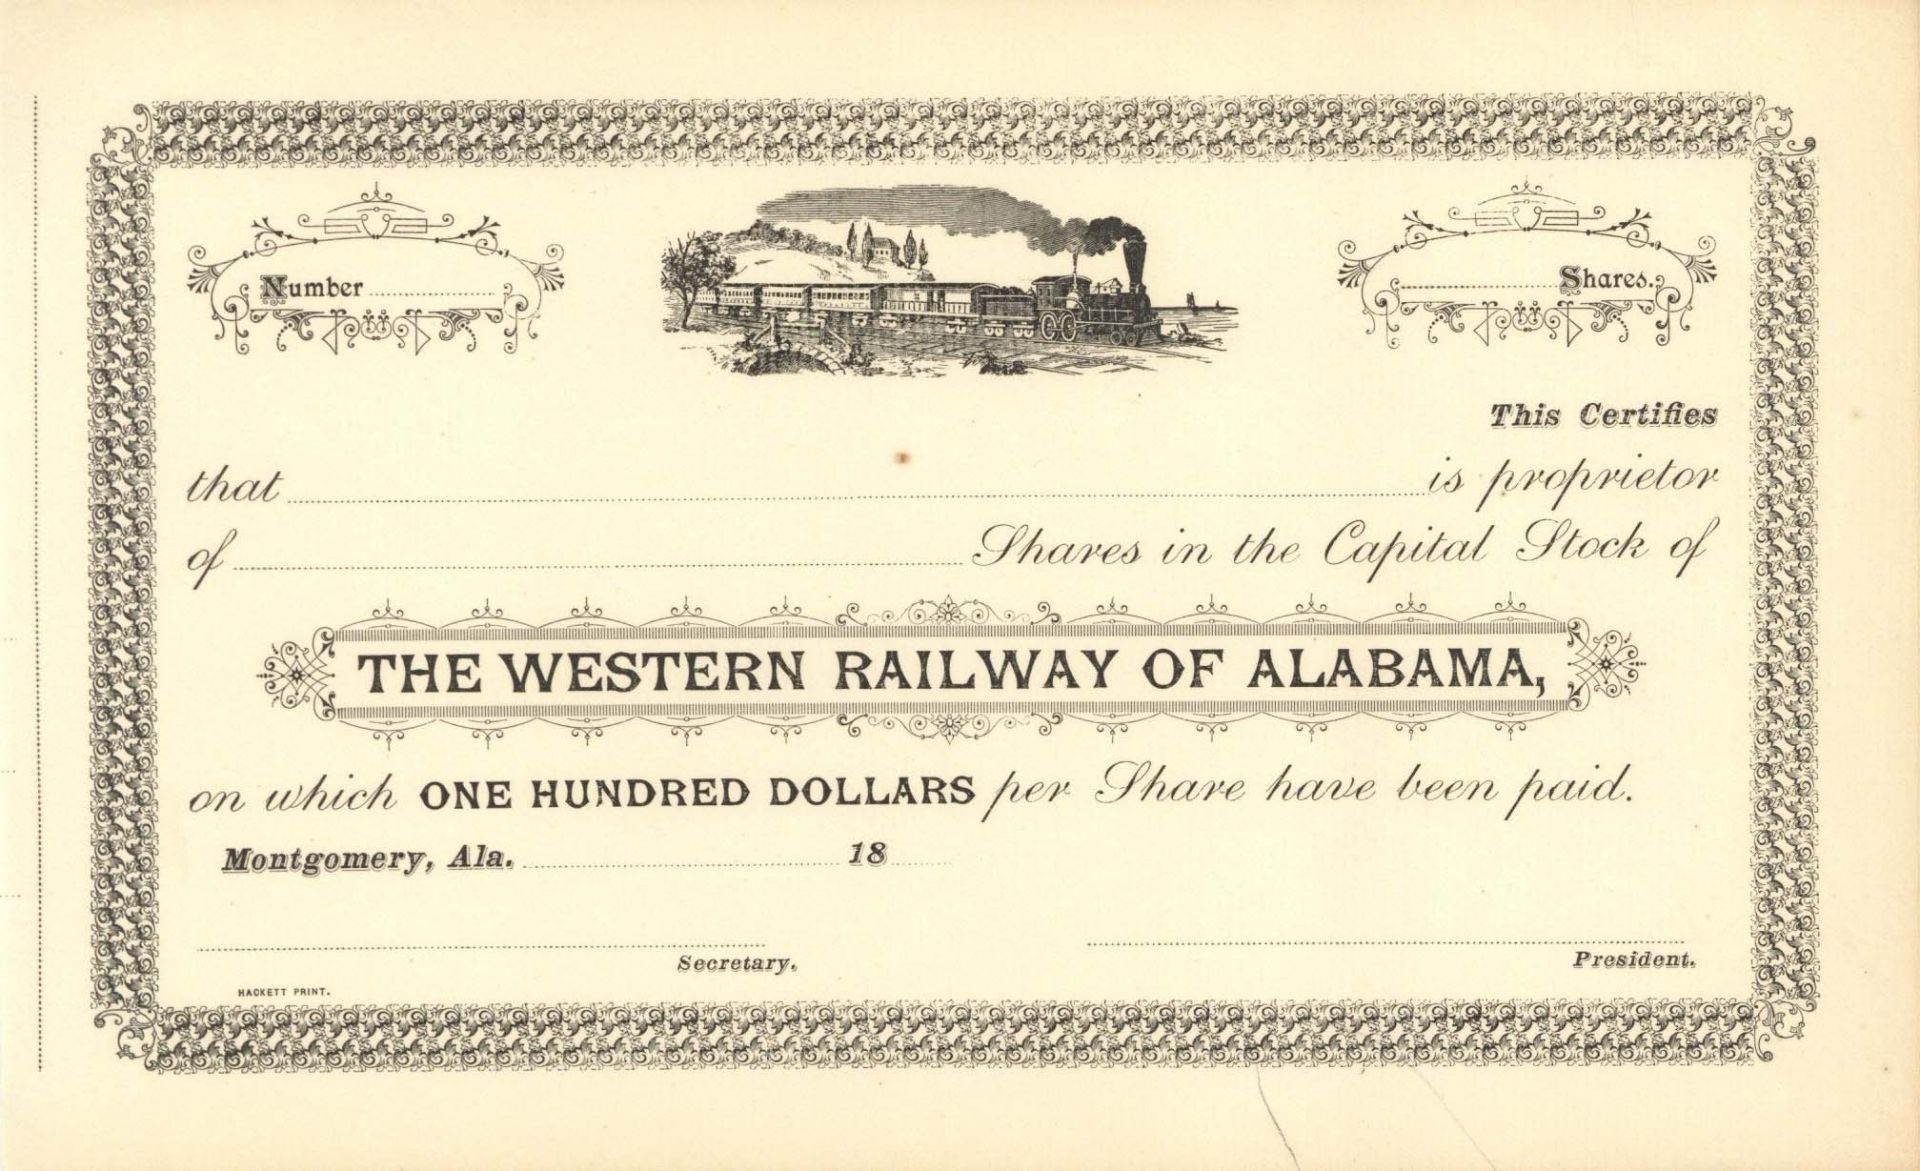 Number
Shares.
This Certifies
that is proprietor
of Shares in the Capital Stock of
THE WESTERN RAILWAY OF ALABAMA,
on which ONE HUNDRED DOLLARS per Share have been paid.
Montgomery, Ala. 18
Secretary.
President.
HACKETT PRINT.